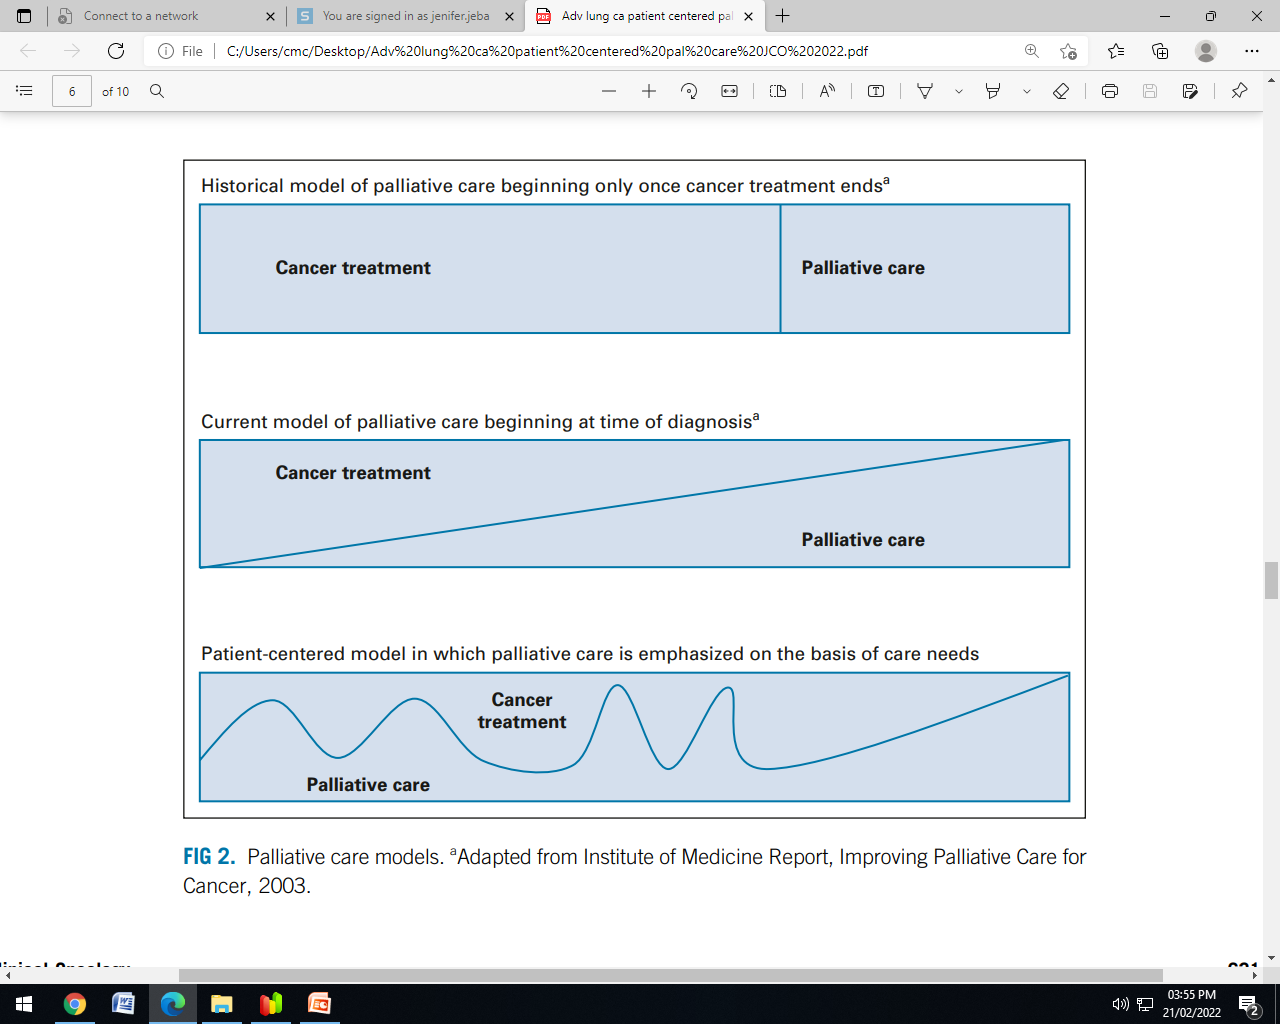 Connect to a network
You are signed in as jenifer.jeba
Adv lung ca patient centered pal
File
C:/Users/cmc/Desktop/Adv%20lung%20ca%20patient%20centered%20pal%20care%20JCO%202022.pdf
6 of 10
Historical model of palliative care beginning only once cancer treatment endsa
Cancer treatment
Palliative care
Current model of palliative care beginning at time of diagnosisa
Cancer treatment
Palliative care
Patient-centered model in which palliative care is emphasized on the basis of care needs
Cancer
treatment
Palliative care
FIG 2. Palliative care models. aAdapted from Institute of Medicine Report, Improving Palliative Care for
Cancer, 2003.
03:55 PM
21/02/2022
2